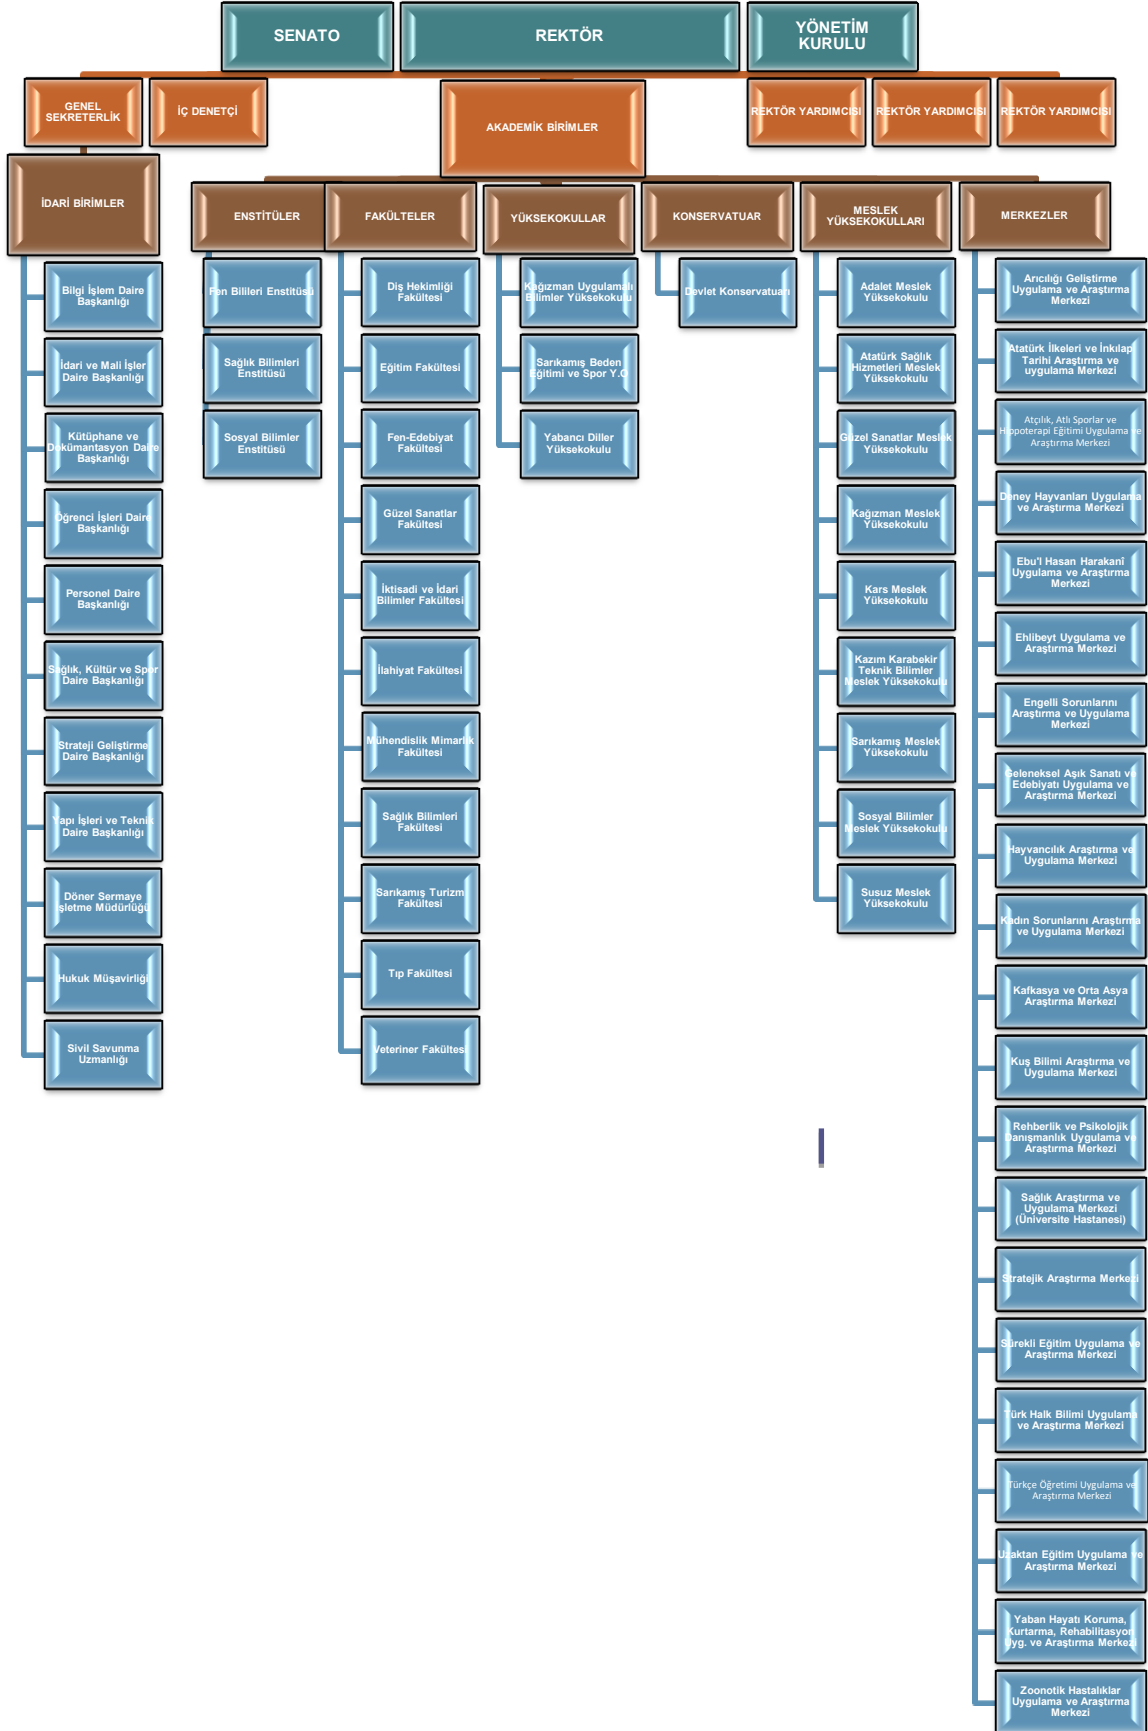 SENATO
REKTÖR
YÖNETİM
KURULU
GENEL
SEKRETERLİK
İÇ DENETÇİ
AKADEMİK BİRİMLER
REKTÖR YARDIMCISI
REKTÖR YARDIMCISI
REKTÖR YARDIMCISI
İDARİ BİRİMLER
Bilgi İşlem Daire
Başkanlığı
İdari ve Mali İşler
Daire Başkanlığı
Kütüphane ve
Dokümantasyon Daire
Başkanlığı
Öğrenci İşleri Daire
Başkanlığı
Personel Daire
Başkanlığı
Sağlık, Kültür ve Spor
Daire Başkanlığı
Strateji Geliştirme
Daire Başkanlığı
Yapı İşleri ve Teknik
Daire Başkanlığı
Döner Sermaye
İşletme Müdürlüğü
Hukuk Müşavirliği
Sivil Savunma
Uzmanlığı
ENSTİTÜLER
Fen Bilileri Enstitüsü
Sağlık Bilimleri
Enstitüsü
Sosyal Bilimler
Enstitüsü
FAKÜLTELER
Diş Hekimliği
Fakültesi
Eğitim Fakültesi
Fen-Edebiyat
Fakültesi
Güzel Sanatlar
Fakültesi
İktisadi ve İdari
Bilimler Fakültesi
İlahiyat Fakültesi
Mühendislik Mimarlık
Fakültesi
Sağlık Bilimleri
Fakültesi
Sarıkamış Turizm
Fakültesi
Tıp Fakültesi
Veteriner Fakültesi
YÜKSEKOKULLAR
Kağızman Uygulamalı
Bilimler Yüksekokulu
Sarıkamış Beden
Eğitimi ve Spor Y.O
Yabancı Diller
Yüksekokulu
KONSERVATUAR
Devlet Konservatuarı
MESLEK
YÜKSEKOKULLARI
Adalet Meslek
Yüksekokulu
Atatürk Sağlık
Hizmetleri Meslek
Yüksekokulu
Güzel Sanatlar Meslek
Yüksekokulu
Kağızman Meslek
Yüksekokulu
Kars Meslek
Yüksekokulu
Kazım Karabekir
Teknik Bilimler
Meslek Yüksekokulu
Sarıkamış Meslek
Yüksekokulu
Sosyal Bilimler
Meslek Yüksekokulu
Susuz Meslek
Yüksekokulu
MERKEZLER
Arıcılığı Geliştirme
Uygulama ve Araştırma
Merkezi
Atatürk İlkeleri ve İnkılap
Tarihi Araştırma ve
uygulama Merkezi
Atçılık, Atlı Sporlar ve
Hippoterapi Eğitimi Uygulama ve
Araştırma Merkezi
Deney Hayvanları Uygulama
ve Araştırma Merkezi
Ebu'l Hasan Harakanî
Uygulama ve Araştırma
Merkezi
Ehlibeyt Uygulama ve
Araştırma Merkezi
Engelli Sorunlarını
Araştırma ve Uygulama
Merkezi
Geleneksel Aşık Sanatı ve
Edebiyatı Uygulama ve
Araştırma Merkezi
Hayvancılık Araştırma ve
Uygulama Merkezi
Kadın Sorunlarını Araştırma
ve Uygulama Merkezi
Kafkasya ve Orta Asya
Araştırma Merkezi
Kuş Bilimi Araştırma ve
Uygulama Merkezi
Rehberlik ve Psikolojik
Danışmanlık Uygulama ve
Araştırma Merkezi
Sağlık Araştırma ve
Uygulama Merkezi
(Üniversite Hastanesi)
Stratejik Araştırma Merkezi
Sürekli Eğitim Uygulama ve
Araştırma Merkezi
Türk Halk Bilimi Uygulama
ve Araştırma Merkezi
Türkçe Öğretimi Uygulama ve
Araştırma Merkezi
Uzaktan Eğitim Uygulama ve
Araştırma Merkezi
Yaban Hayatı Koruma,
Kurtarma, Rehabilitasyon
Uyg. ve Araştırma Merkezi
Zoonotik Hastalıklar
Uygulama ve Araştırma
Merkezi